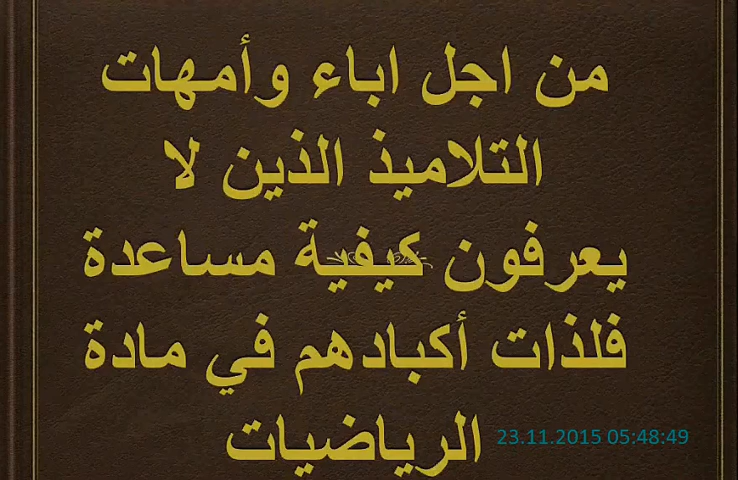 من اجل اباء وأمهات
التلاميذ الذين لا
يعرفون كيفية مساعدة
فلذات أكبادهم في مادة
الرياضيات
23.11.2015 05:48:49